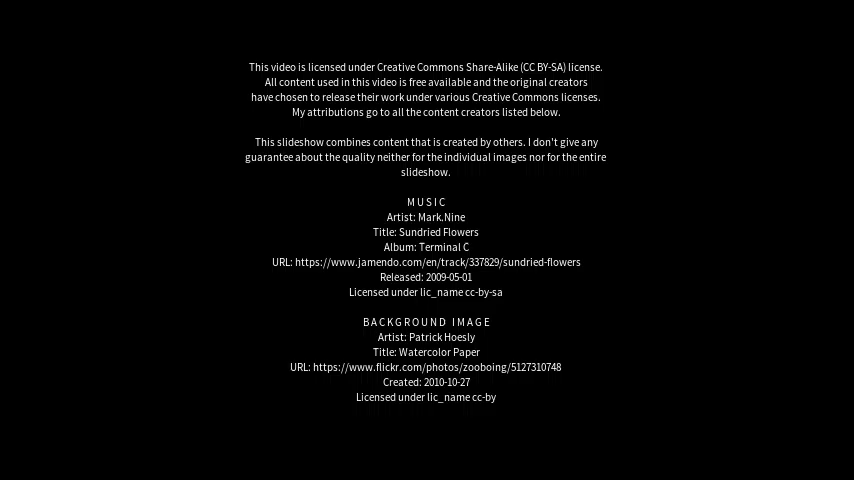 This video is licensed under Creative Commons Share-Alike (CC BY-SA) license.
All content used in this video is free available and the original creators
have chosen to release their work under various Creative Commons licenses.
My attributions go to all the content creators listed below.
This slideshow combines content that is created by others. I don't give any
guarantee about the quality neither for the individual images nor for the entire
slideshow.
MUSIC
Artist: Mark.Nine
Title: Sundried Flowers
Album: Terminal C
URL: https://www.jamendo.com/en/track/337829/sundried-flowers
Released: 2009-05-01
Licensed under lic_name cc-by-sa
BACKGROUND IMAGE
Artist: Patrick Hoesly
Title: Watercolor Paper
URL: https://www.flickr.com/photos/zooboing/5127310748
Created: 2010-10-27
Licensed under lic_name cc-by